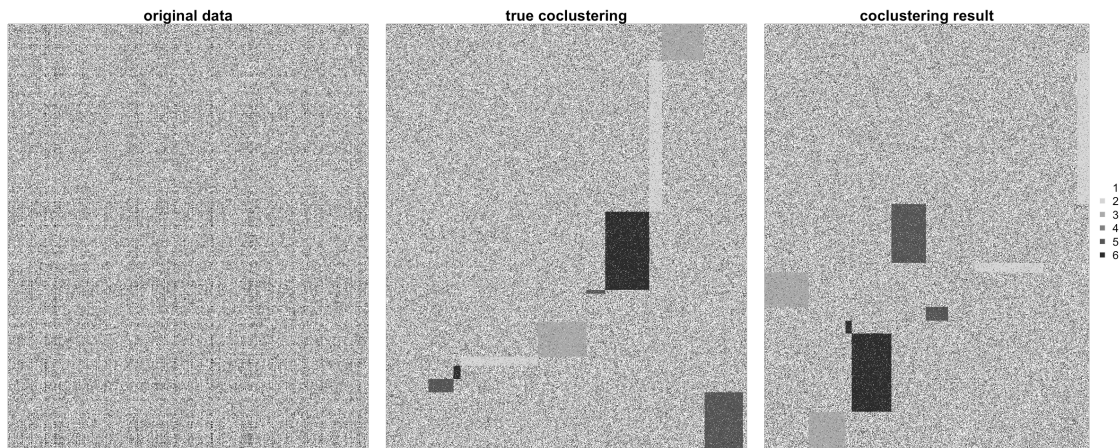 original data
true coclustering
coclustering result
1
2
3
4
5
6